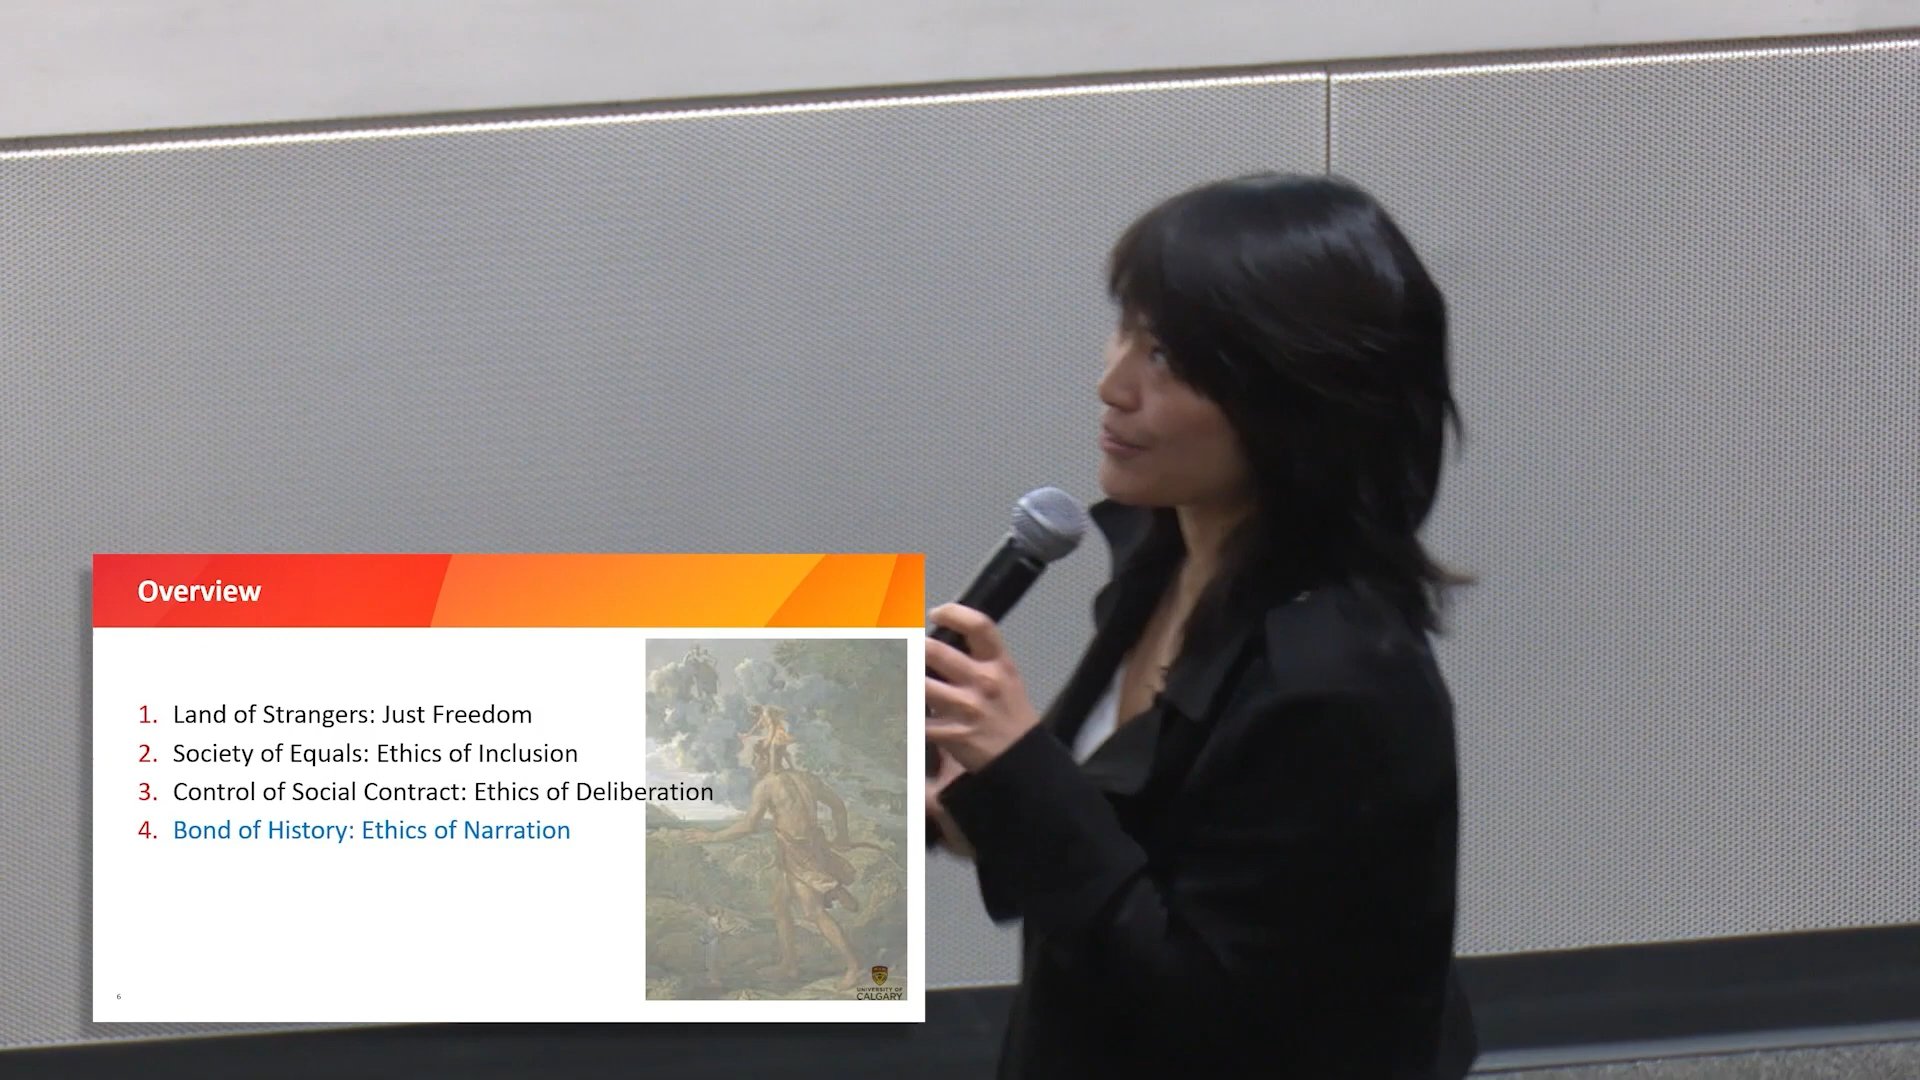 Overview
1. Land of Strangers: Just Freedom
2. Society of Equals: Ethics of Inclusion
3. Control of Social Contract: Ethics of Deliberation
4. Bond of History: Ethics of Narration
6
UNIVERSITY OF
CALGARY